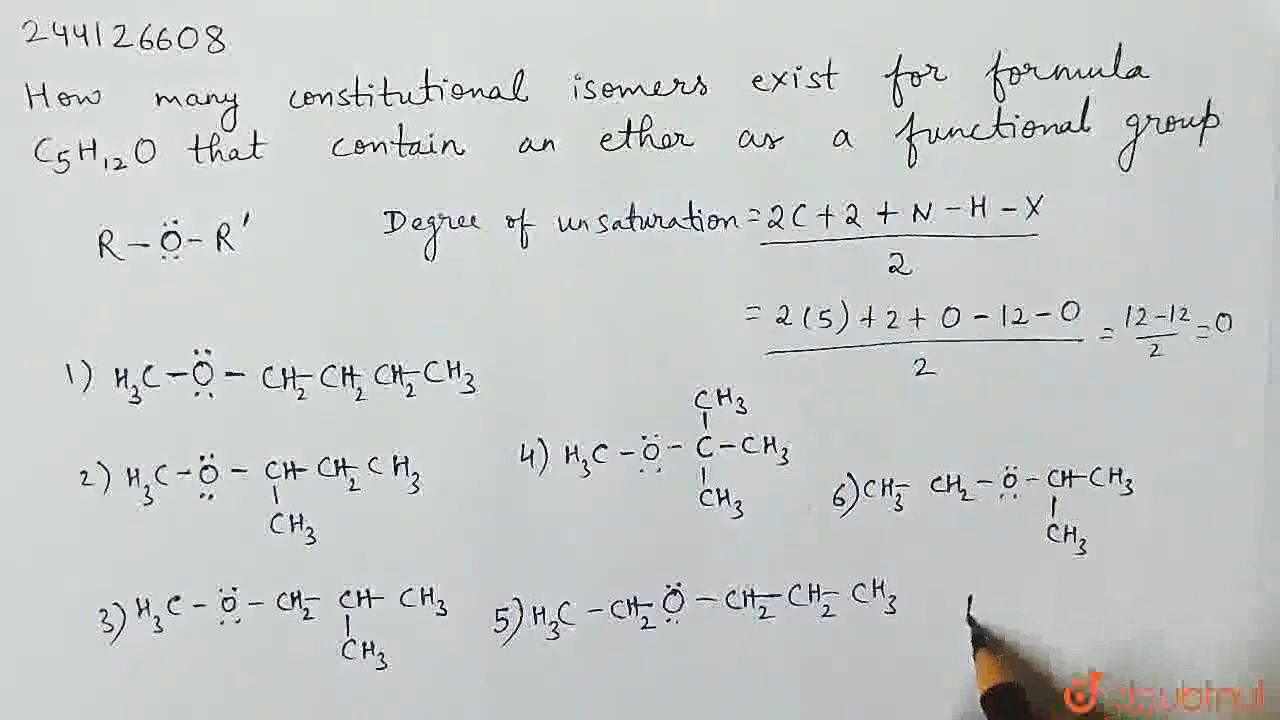 244126608
How many constitutional isomers exist for formula
C₅H₁₂O that contain an ether as a functional group
R-Ö-R′
Degree of unsaturation = 2C+2+N-H-X
2
= 2(5)+2+0-12-0 = 12-12 = 0
2 2
1) H₃C-Ö-CH₂-CH₂-CH₂-CH₃
2) H₃C-Ö-CH-CH₂-CH₃
CH₃
3) H₃C-Ö-CH₂-CH-CH₃
CH₃
CH₃
4) H₃C-Ö-C-CH₃
CH₃
5) H₃C-CH₂-Ö-CH₂-CH₂-CH₃
6) CH₃-CH₂-Ö-CH-CH₃
CH₃
doubtnut